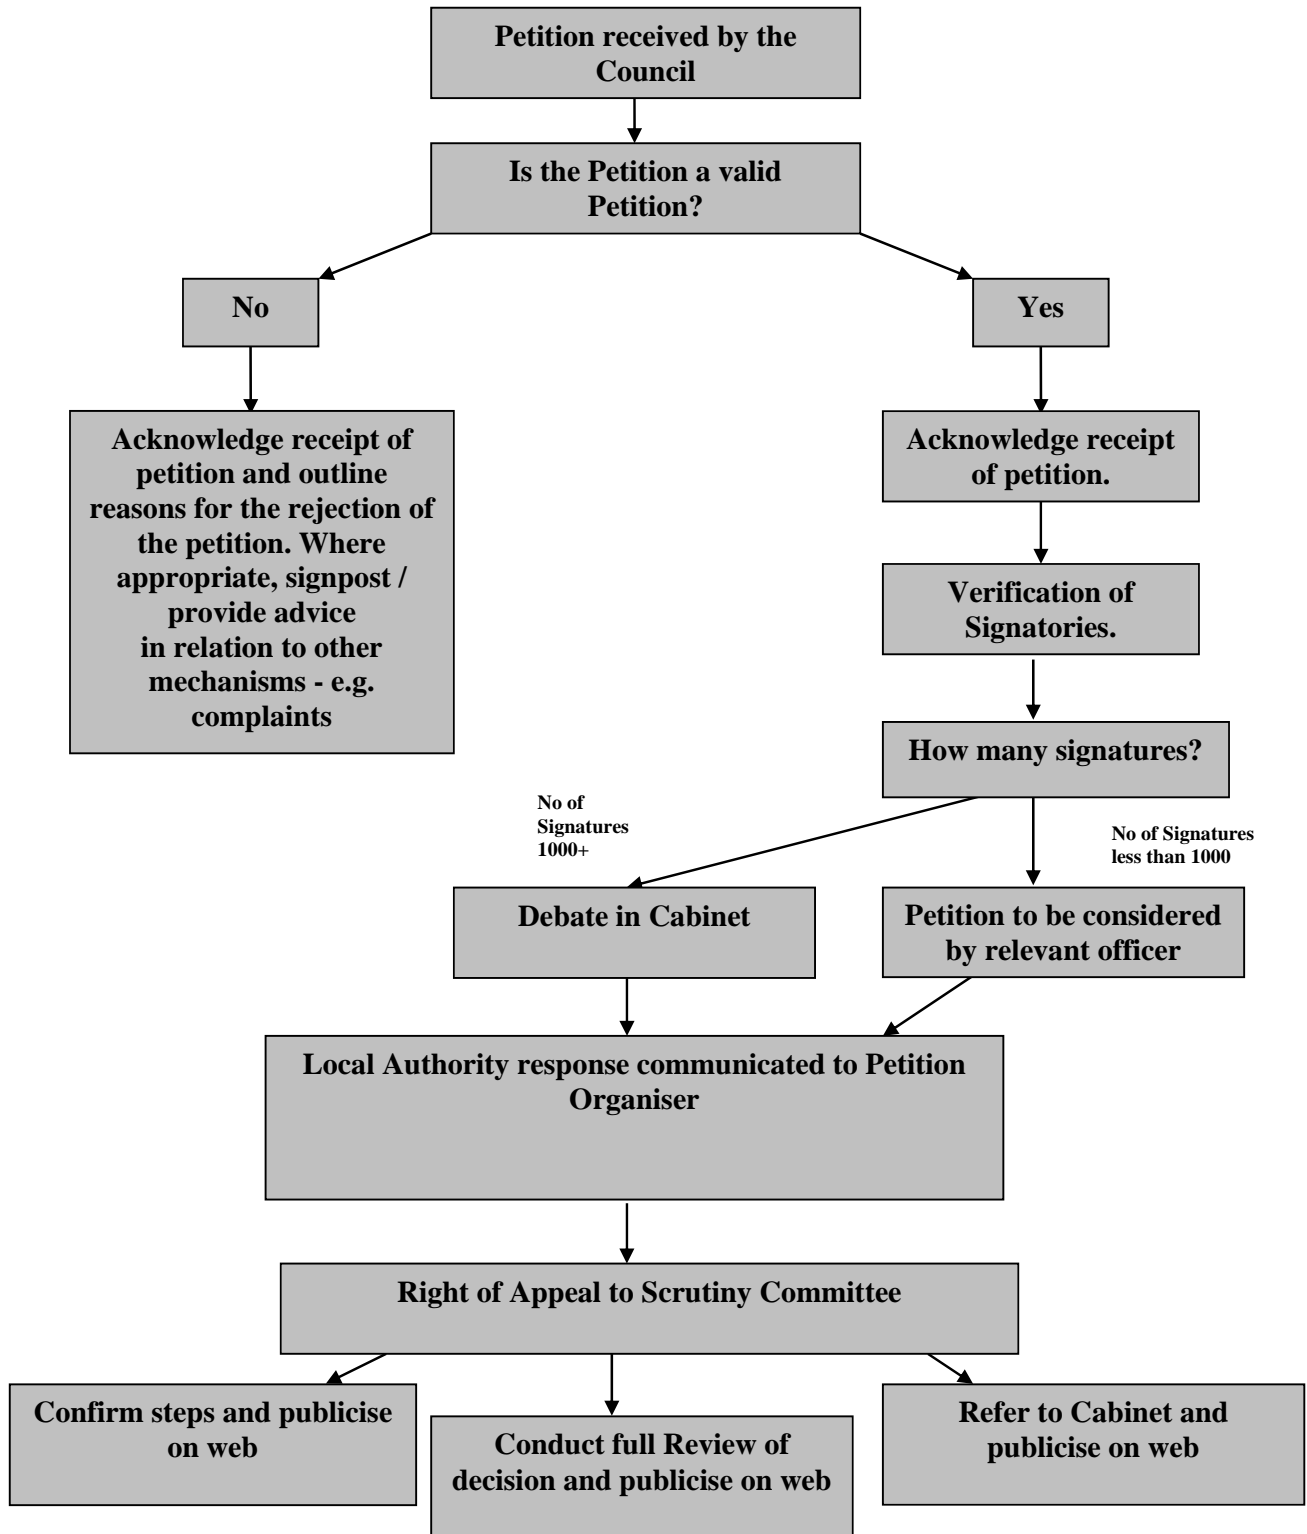 Petition received by the
Council
Is the Petition a valid
Petition?
No
Yes
Acknowledge receipt of
petition and outline
reasons for the rejection of
the petition. Where
appropriate, signpost /
provide advice
in relation to other
mechanisms - e.g.
complaints
Acknowledge receipt
of petition.
Verification of
Signatories.
How many signatures?
No of
Signatures
1000+
No of Signatures
less than 1000
Debate in Cabinet
Petition to be considered
by relevant officer
Local Authority response communicated to Petition
Organiser
Right of Appeal to Scrutiny Committee
Confirm steps and publicise
on web
Conduct full Review of
decision and publicise on web
Refer to Cabinet and
publicise on web